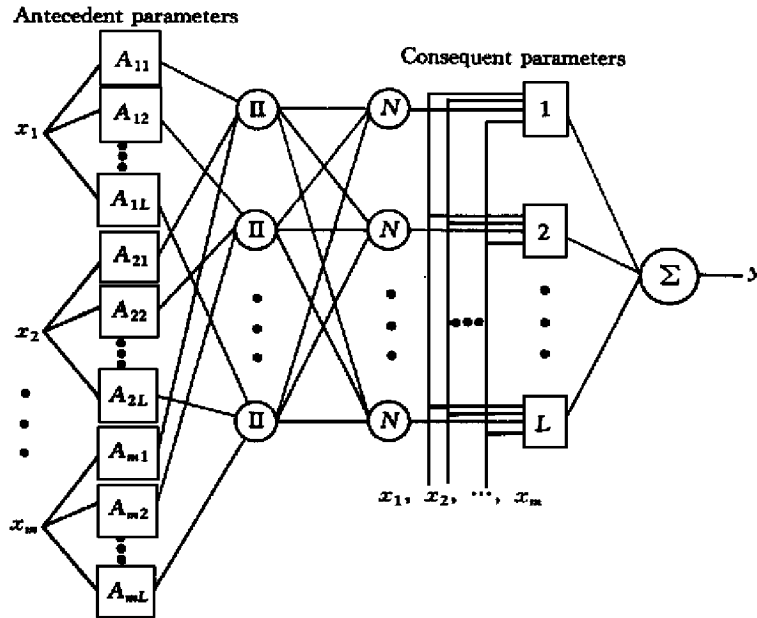 Antecedent parameters
Consequent parameters
A11
A12
A1L
x1
A21
A22
A2L
x2
Am1
Am2
AmL
xm
Π
Π
Π
N
N
N
1
2
L
Σ
y
x1, x2, ···, xm